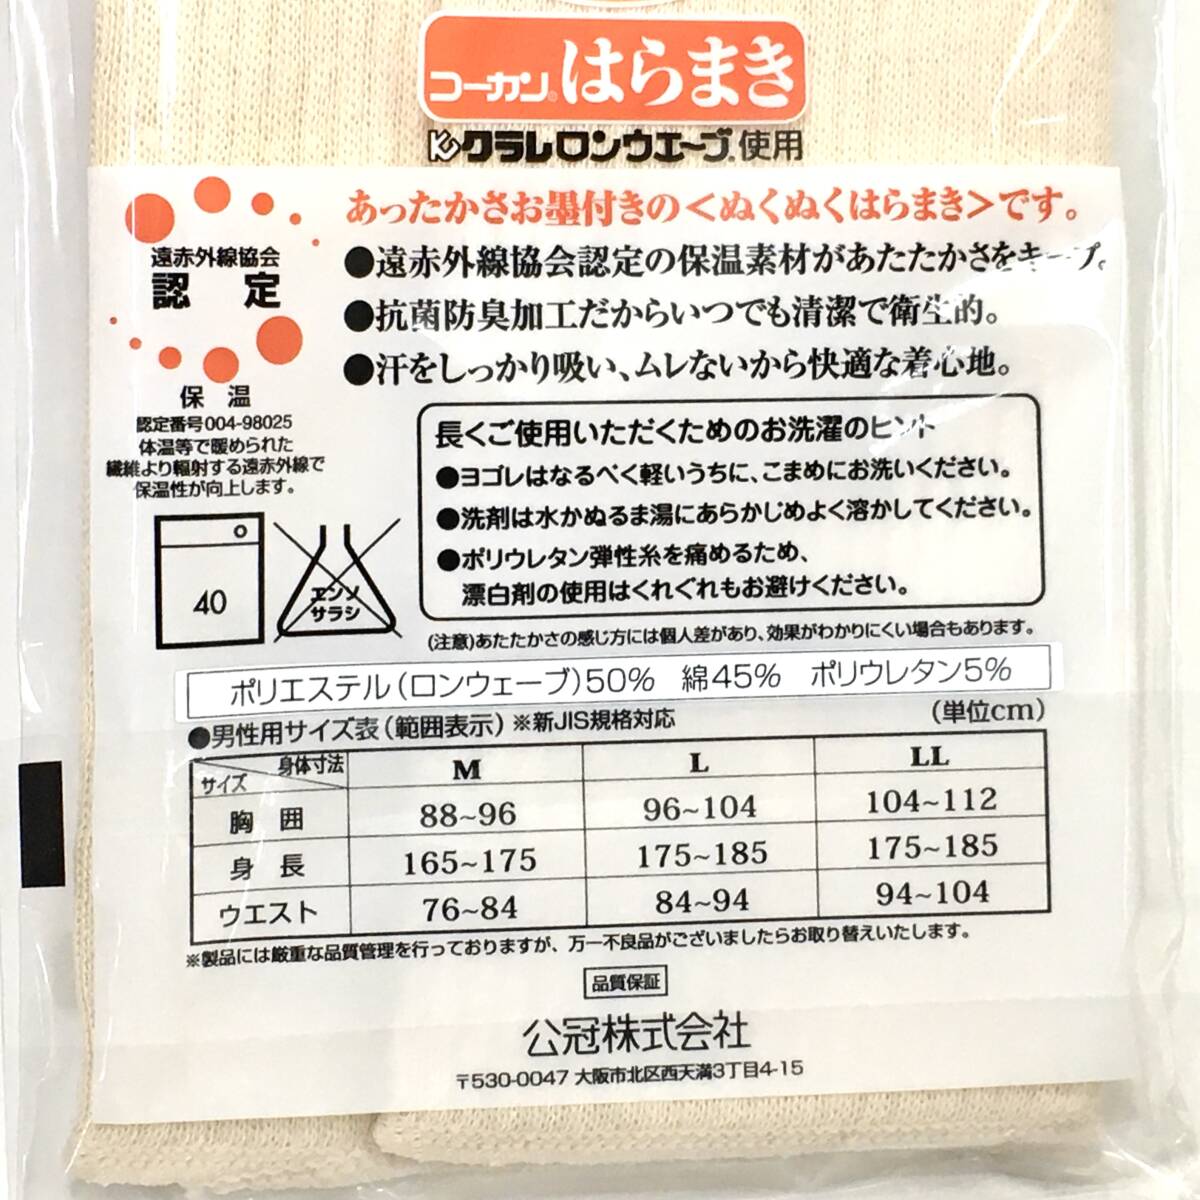 コーカン® はらまき
クラレロンウエーブ®使用
あったかさお墨付きの<ぬくぬくはらまき>です。
遠赤外線協会
認定
保温
認定番号004-98025
体温等で暖められた
繊維より輻射する遠赤外線で
保温性が向上します。
●遠赤外線協会認定の保温素材があたたかさをキープ。
●抗菌防臭加工だからいつでも清潔で衛生的。
●汗をしっかり吸い、ムレないから快適な着心地。
長くご使用いただくためのお洗濯のヒント
●ヨゴレはなるべく軽いうちに、こまめにお洗いください。
●洗剤は水かぬるま湯にあらかじめよく溶かしてください。
●ポリウレタン弾性糸を痛めるため、
漂白剤の使用はくれぐれもお避けください。
40
エンソ
サラシ
(注意)あたたかさの感じ方には個人差があり、効果がわかりにくい場合もあります。
ポリエステル(ロンウェーブ)50% 綿45% ポリウレタン5%
●男性用サイズ表(範囲表示) ※新JIS規格対応 (単位cm)
サイズ 身体寸法 M L LL
胸囲 88~96 96~104 104~112
身長 165~175 175~185 175~185
ウエスト 76~84 84~94 94~104
※製品には厳重な品質管理を行っておりますが、万一不良品がございましたらお取り替えいたします。
品質保証
公冠株式会社
〒530-0047 大阪市北区西天満3丁目4-15